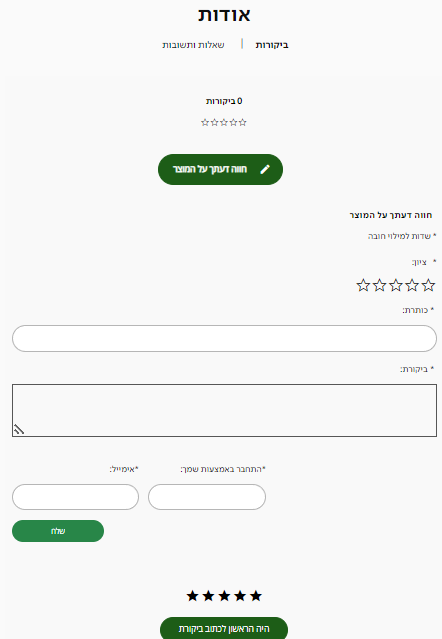 אודות
ביקורות | שאלות ותשובות
0 ביקורות
חווה דעתך על המוצר
חווה דעתך על המוצר
* שדות למילוי חובה
* ציון:
* כותרת:
* ביקורת:
*התחבר באמצעות שמך: *אימייל:
שלח
היה הראשון לכתוב ביקורת